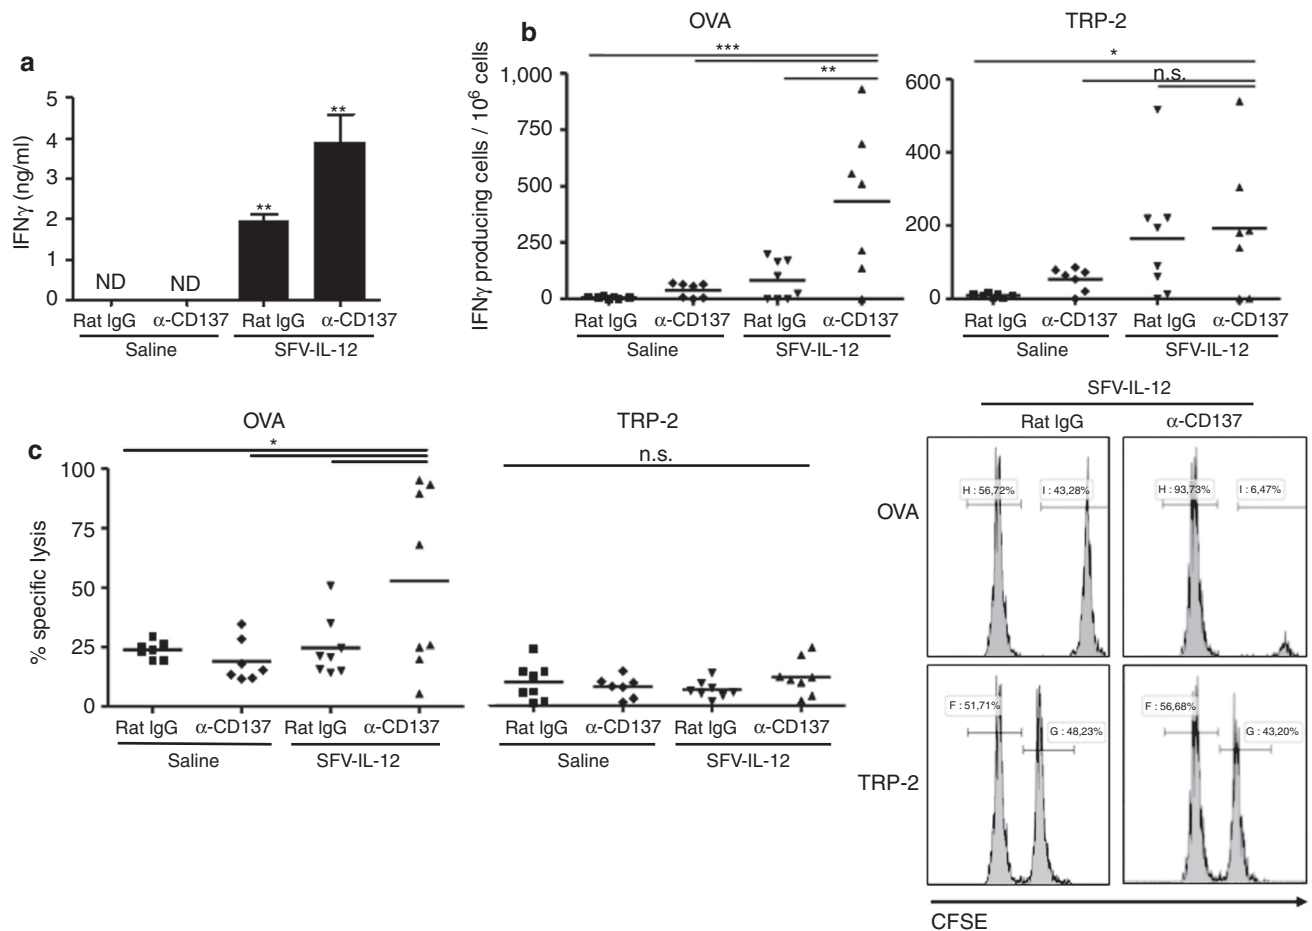 a
IFNγ (ng/ml)
5
4
3
2
1
0
ND
ND
**
**
Rat IgG
α-CD137
Rat IgG
α-CD137
Saline
SFV-IL-12
b
OVA
TRP-2
IFNγ producing cells / 10⁶ cells
1,000
750
500
250
0
***
**
Rat IgG
α-CD137
Rat IgG
α-CD137
Saline
SFV-IL-12
600
400
200
0
*
n.s.
Rat IgG
α-CD137
Rat IgG
α-CD137
Saline
SFV-IL-12
c
OVA
TRP-2
% specific lysis
100
75
50
25
0
*
n.s.
Rat IgG
α-CD137
Rat IgG
α-CD137
Saline
SFV-IL-12
Rat IgG
α-CD137
Rat IgG
α-CD137
Saline
SFV-IL-12
SFV-IL-12
Rat IgG
α-CD137
OVA
H : 56,72%
I : 43,28%
H : 93,73%
I : 6,47%
TRP-2
F : 51,71%
G : 48,23%
F : 56,68%
G : 43,20%
CFSE